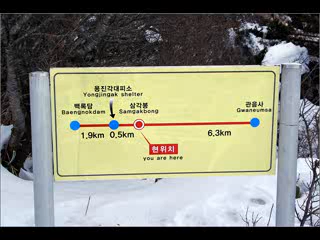 용진각대피소
Yongjingak shelter
백록담
Baengnokdam
삼각봉
Samgakbong
관음사
Gwaneumsa
1,9km
0,5km
6,3km
현위치
you are here